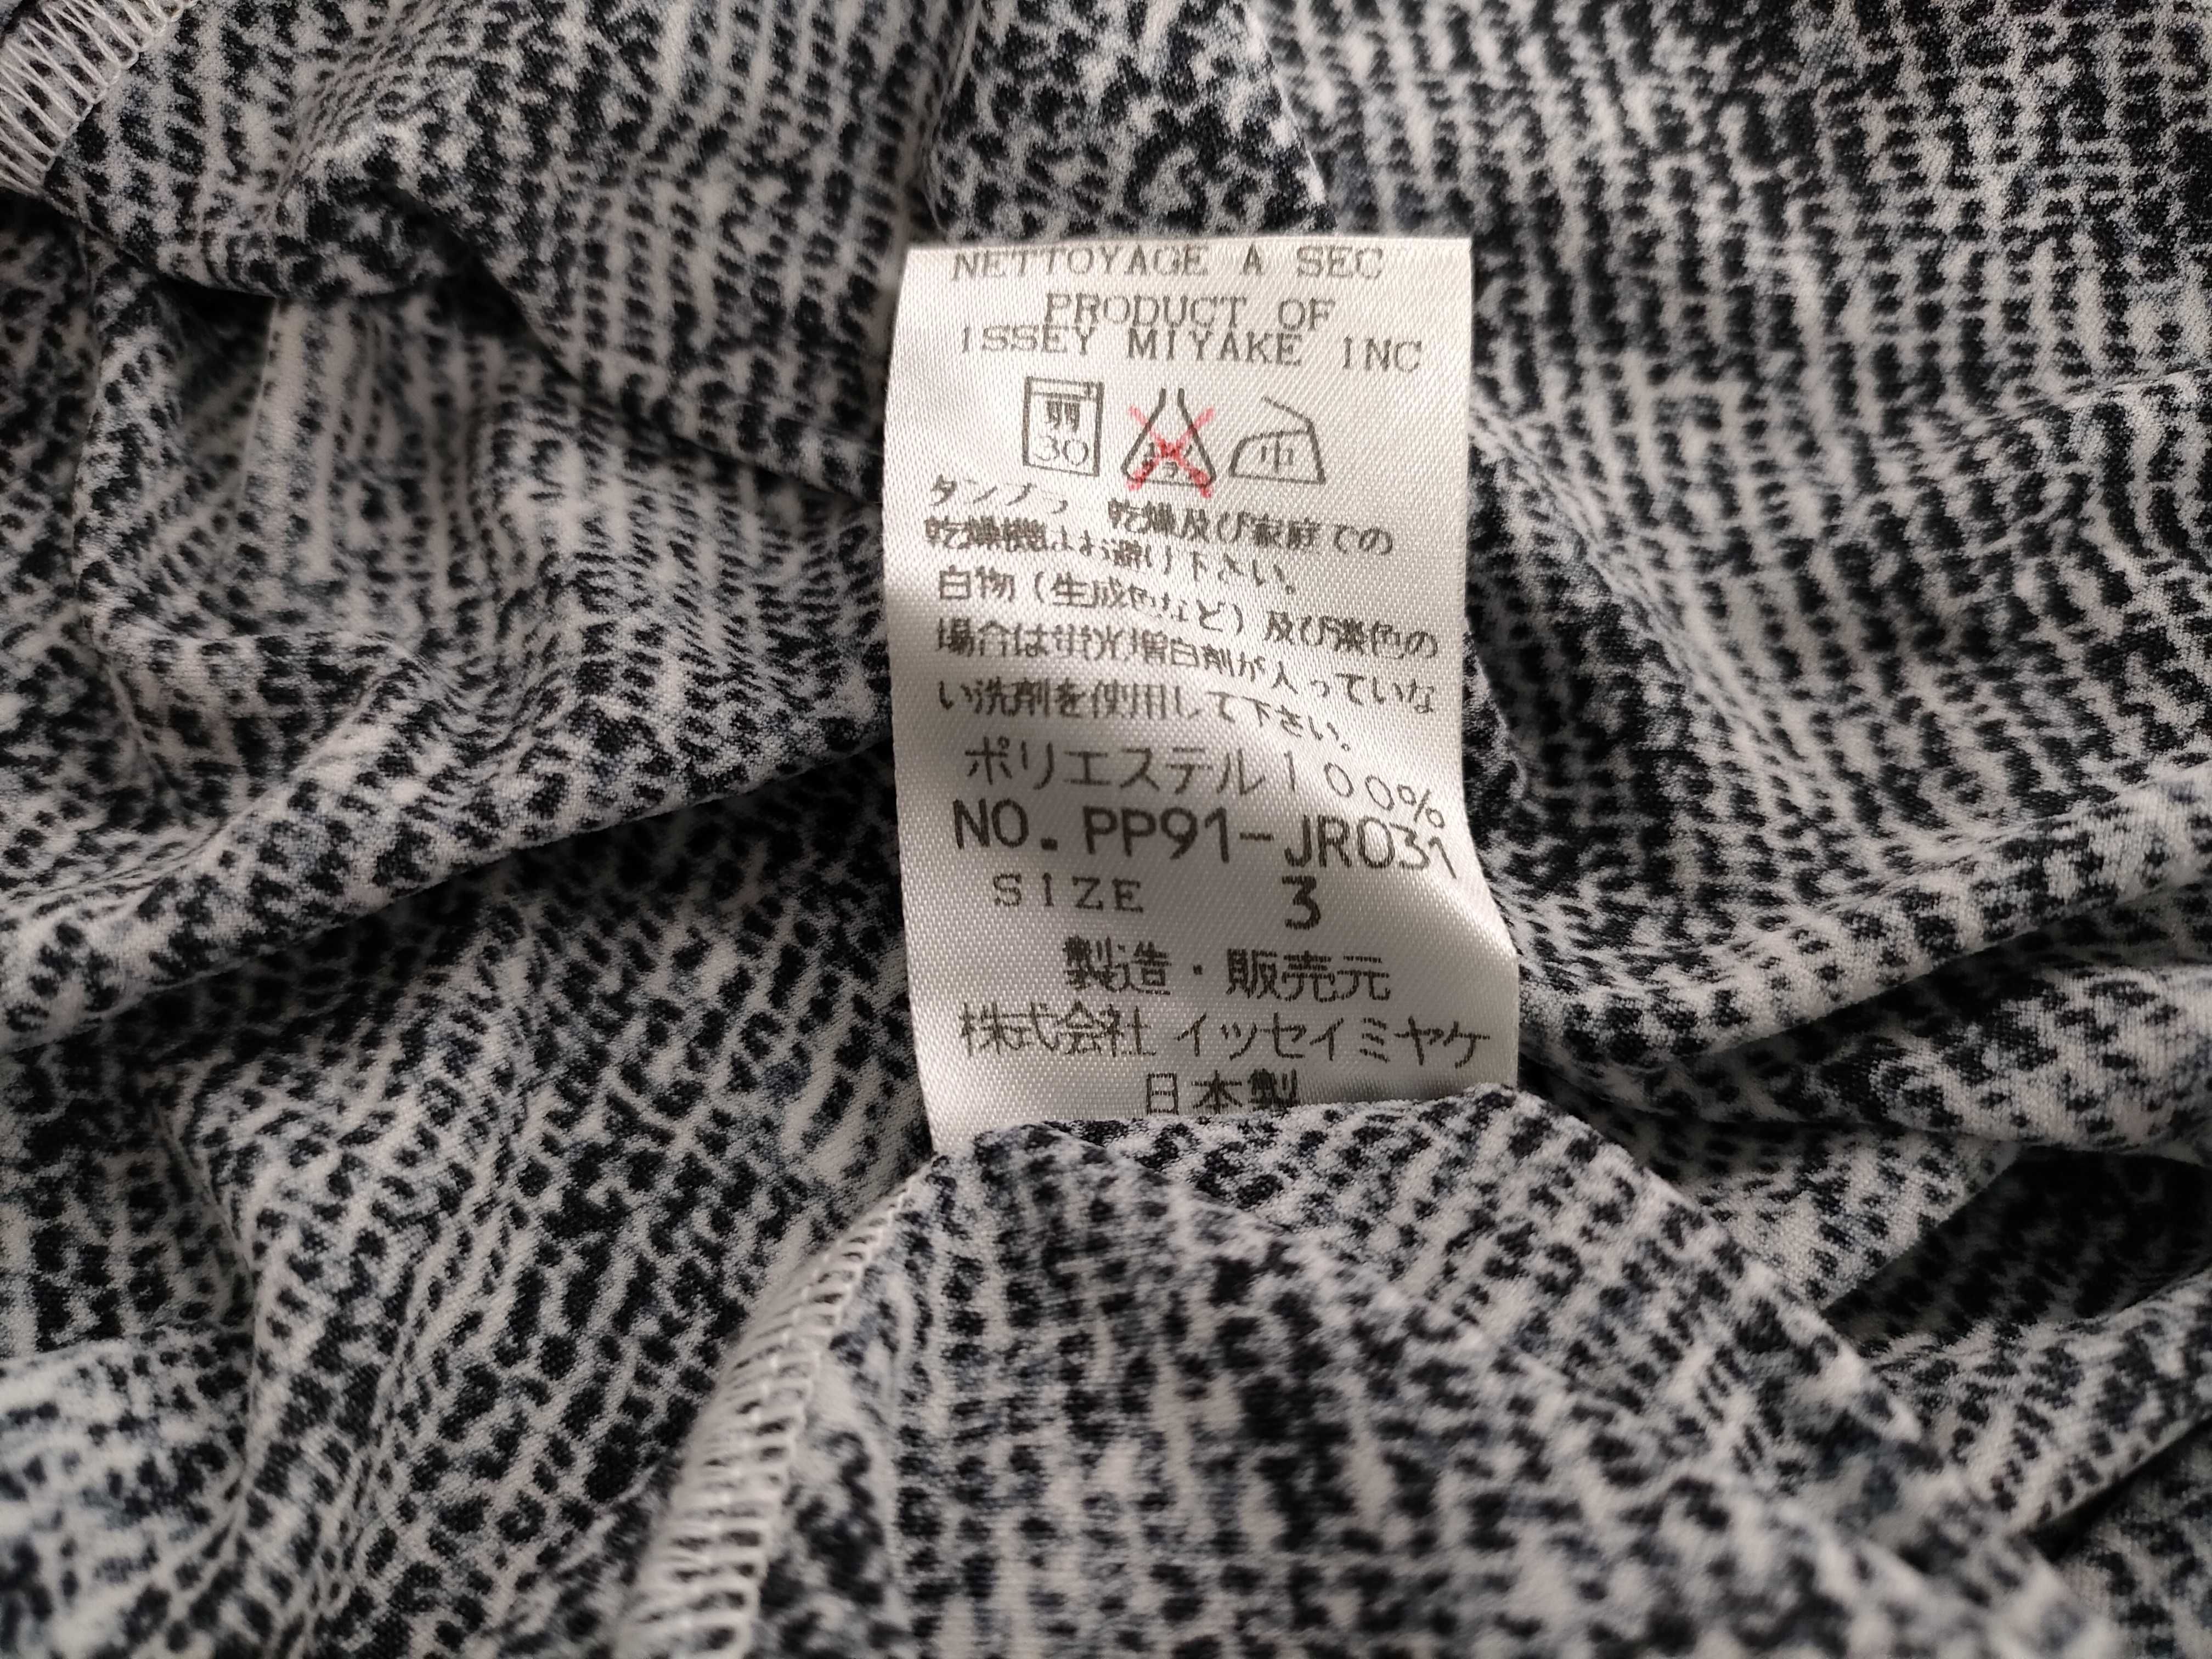 NETTOYAGE A SEC
PRODUCT OF
ISSEY MIYAKE INC
弱 30 中
タンブラー乾燥及び家庭での
乾燥機はお避け下さい。
白物（生成色など）及び淡色の
場合は蛍光増白剤が入っていな
い洗剤を使用して下さい。
ポリエステル100%
NO. PP91-JR031
SIZE 3
製造・販売元
株式会社 イッセイミヤケ
日本製